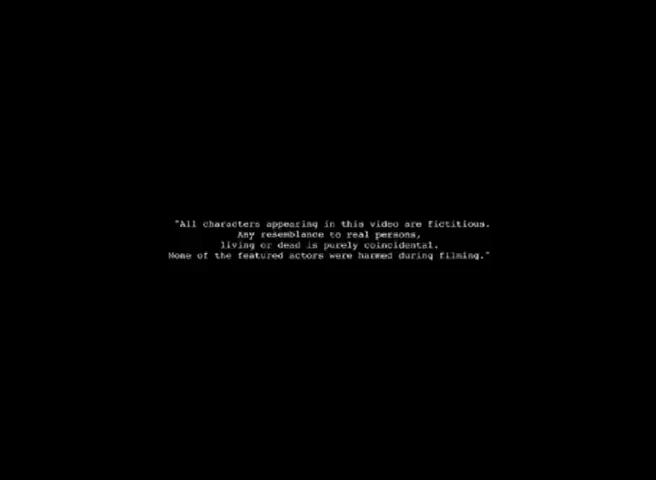 "All characters appearing in this video are fictitious.
Any resemblance to real persons,
living or dead is purely coincidental.
None of the featured actors were harmed during filming."